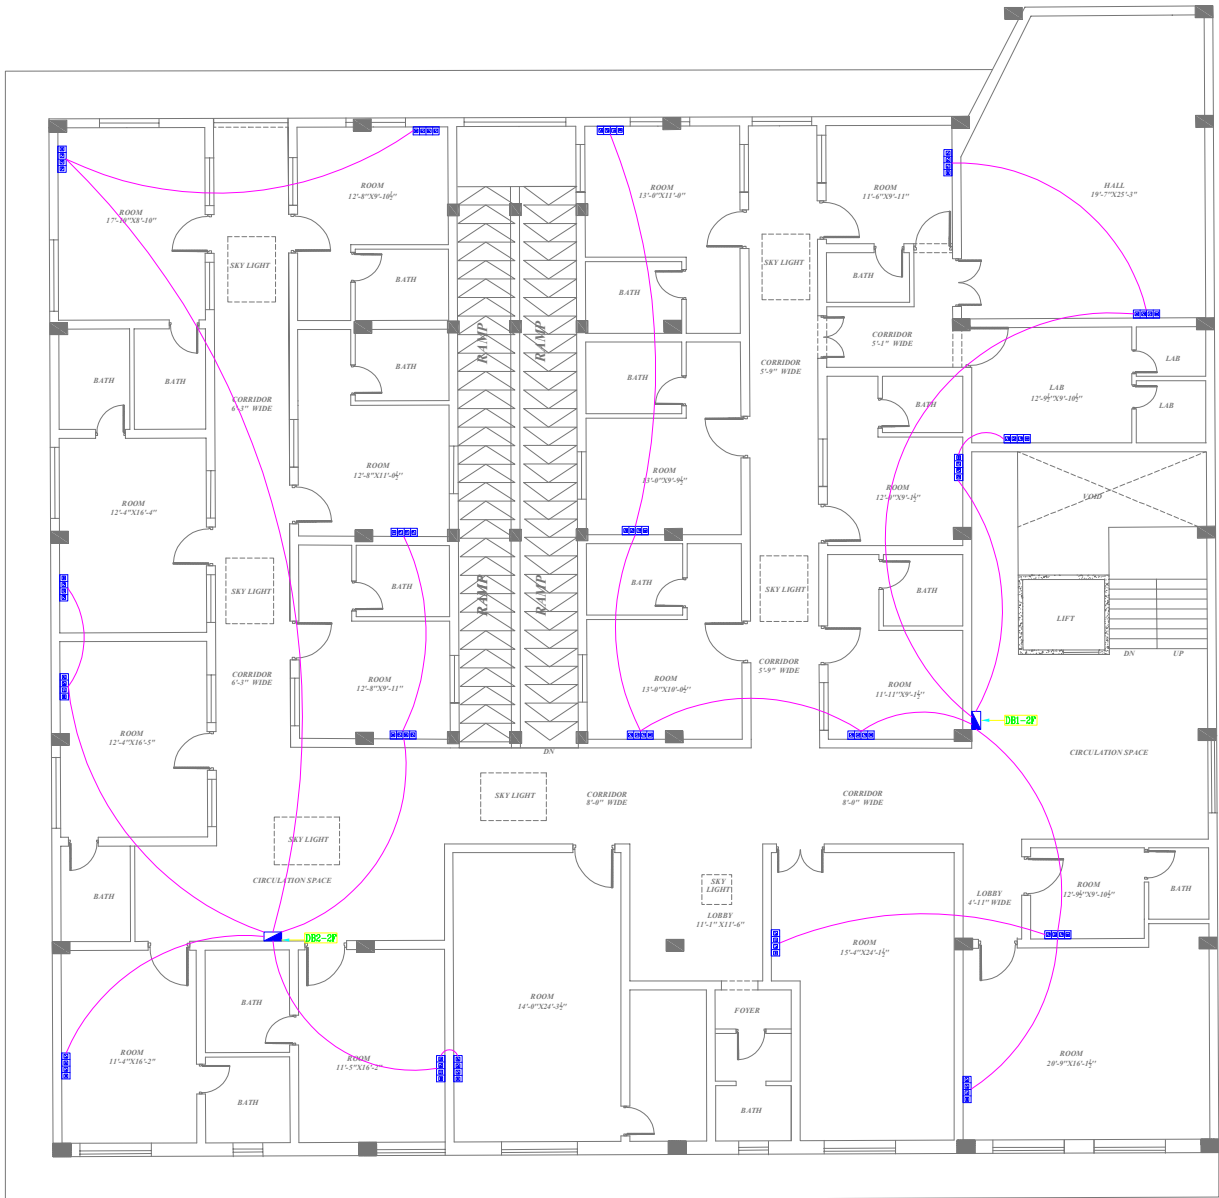 HALL
19'-7"X25'-3"
ROOM
12'-8"X9'-10½"
ROOM
13'-0"X11'-0"
ROOM
11'-6"X9'-11"
ROOM
17'-10"X8'-10"
SKY LIGHT
SKY LIGHT
BATH
BATH
BATH
RAMP
RAMP
CORRIDOR
5'-1" WIDE
LAB
BATH
BATH
BATH
BATH
CORRIDOR
5'-9" WIDE
LAB
12'-9½"X9'-10½"
BATH
LAB
CORRIDOR
6'-3" WIDE
ROOM
12'-8"X11'-0½"
ROOM
13'-0"X9'-9½"
ROOM
12'-0"X9'-1½"
VOID
ROOM
12'-4"X16'-4"
SKY LIGHT
BATH
RAMP
RAMP
BATH
SKY LIGHT
BATH
LIFT
DN
UP
CORRIDOR
6'-3" WIDE
ROOM
12'-8"X9'-11"
ROOM
13'-0"X10'-0½"
CORRIDOR
5'-9" WIDE
ROOM
11'-11"X9'-1½"
DB1-2F
ROOM
12'-4"X16'-5"
DN
CIRCULATION SPACE
SKY LIGHT
CORRIDOR
8'-0" WIDE
CORRIDOR
8'-0" WIDE
SKY LIGHT
CIRCULATION SPACE
SKY
LIGHT
BATH
LOBBY
11'-1"X11'-6"
LOBBY
4'-11" WIDE
ROOM
12'-9½"X9'-10½"
BATH
DB2-2F
ROOM
15'-4"X24'-1½"
BATH
ROOM
14'-0"X24'-3½"
FOYER
ROOM
11'-4"X16'-2"
ROOM
11'-5"X16'-2"
ROOM
20'-9"X16'-1½"
BATH
BATH